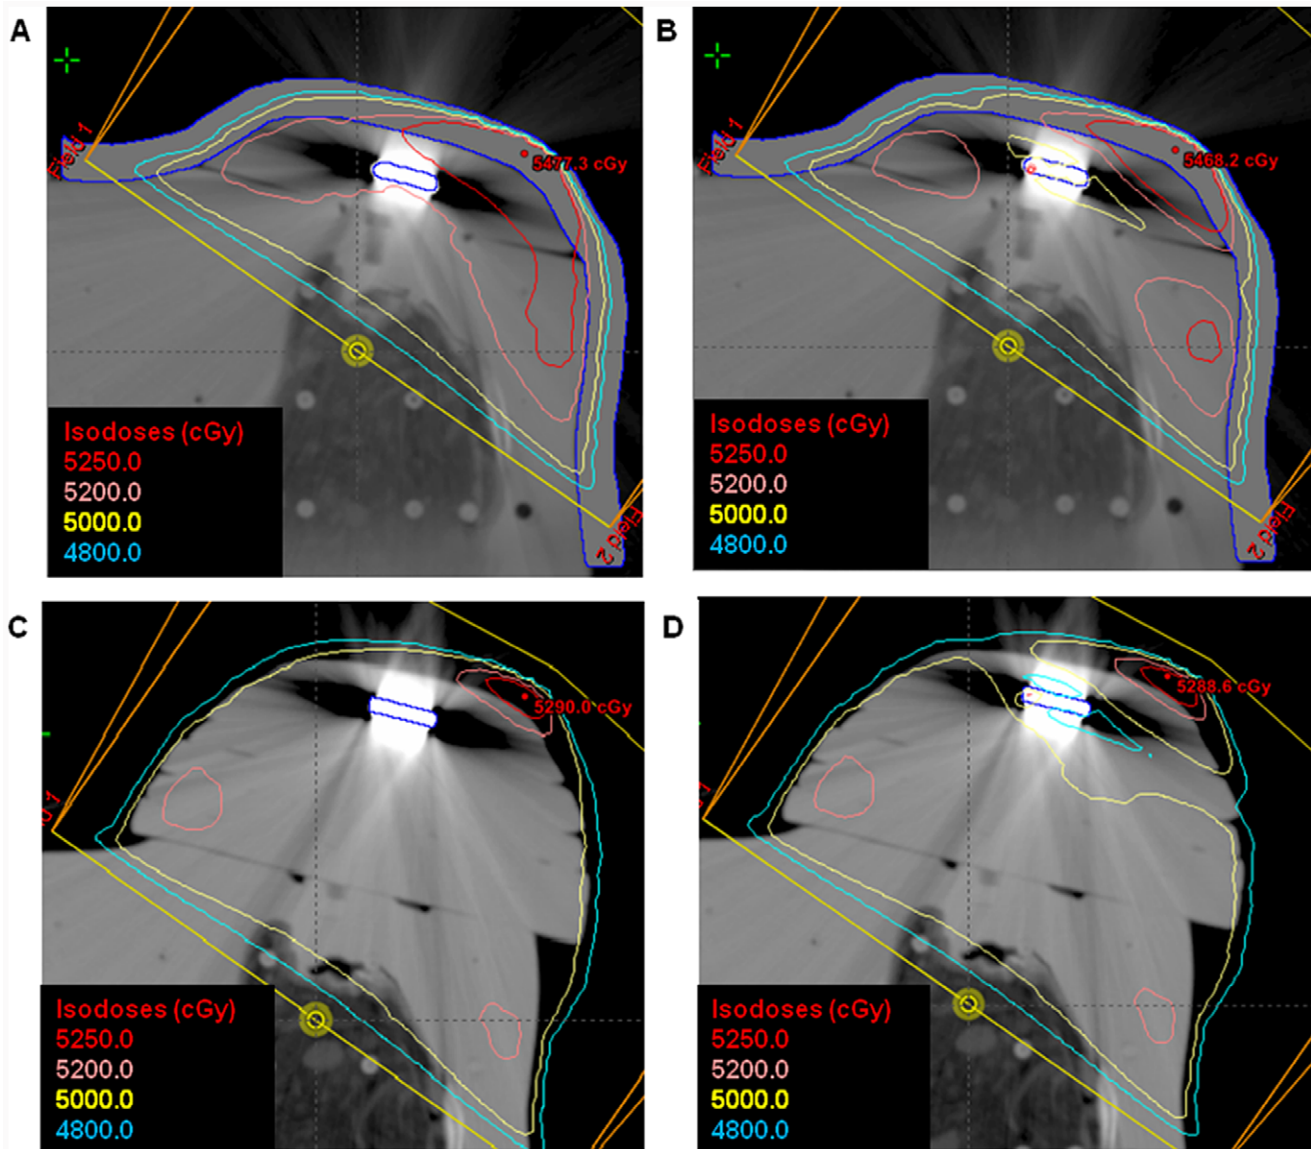 A
Field 1
5477.3 cGy
Field 2
Isodoses (cGy)
5250.0
5200.0
5000.0
4800.0
B
Field 1
5468.2 cGy
Field 2
Isodoses (cGy)
5250.0
5200.0
5000.0
4800.0
C
5290.0 cGy
Isodoses (cGy)
5250.0
5200.0
5000.0
4800.0
D
5288.6 cGy
Isodoses (cGy)
5250.0
5200.0
5000.0
4800.0